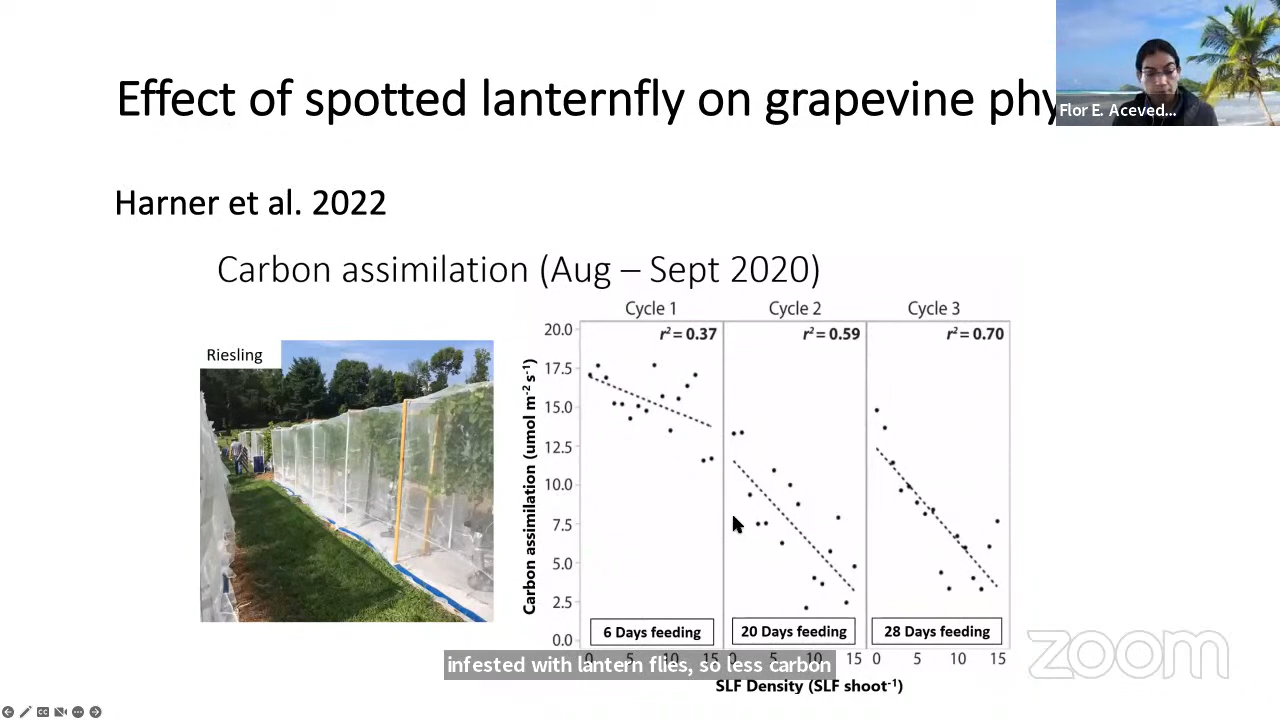 Effect of spotted lanternfly on grapevine phy
Flor E. Aceved...
Harner et al. 2022
Carbon assimilation (Aug – Sept 2020)
Cycle 1 Cycle 2 Cycle 3
r² = 0.37 r² = 0.59 r² = 0.70
Riesling
Carbon assimilation (umol m⁻² s⁻¹)
20.0
17.5
15.0
12.5
10.0
7.5
5.0
2.5
0.0
6 Days feeding 20 Days feeding 28 Days feeding
0 5 10 15 0 5 10 15 0 5 10 15
infested with lantern flies, so less carbon
SLF Density (SLF shoot⁻¹)
zoom
CC